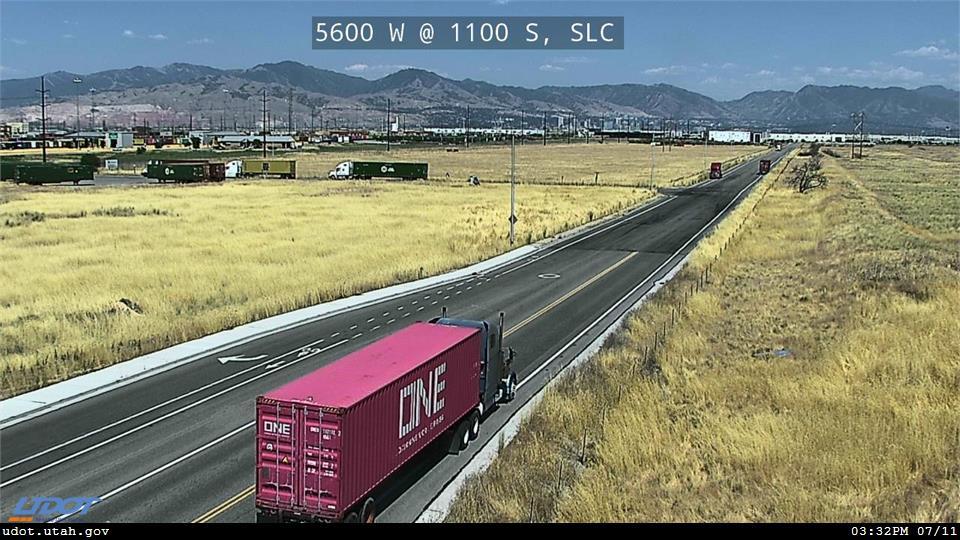 5600 W @ 1100 S, SLC
ONE
ONE
UDOT
udot.utah.gov
03:32PM 07/11